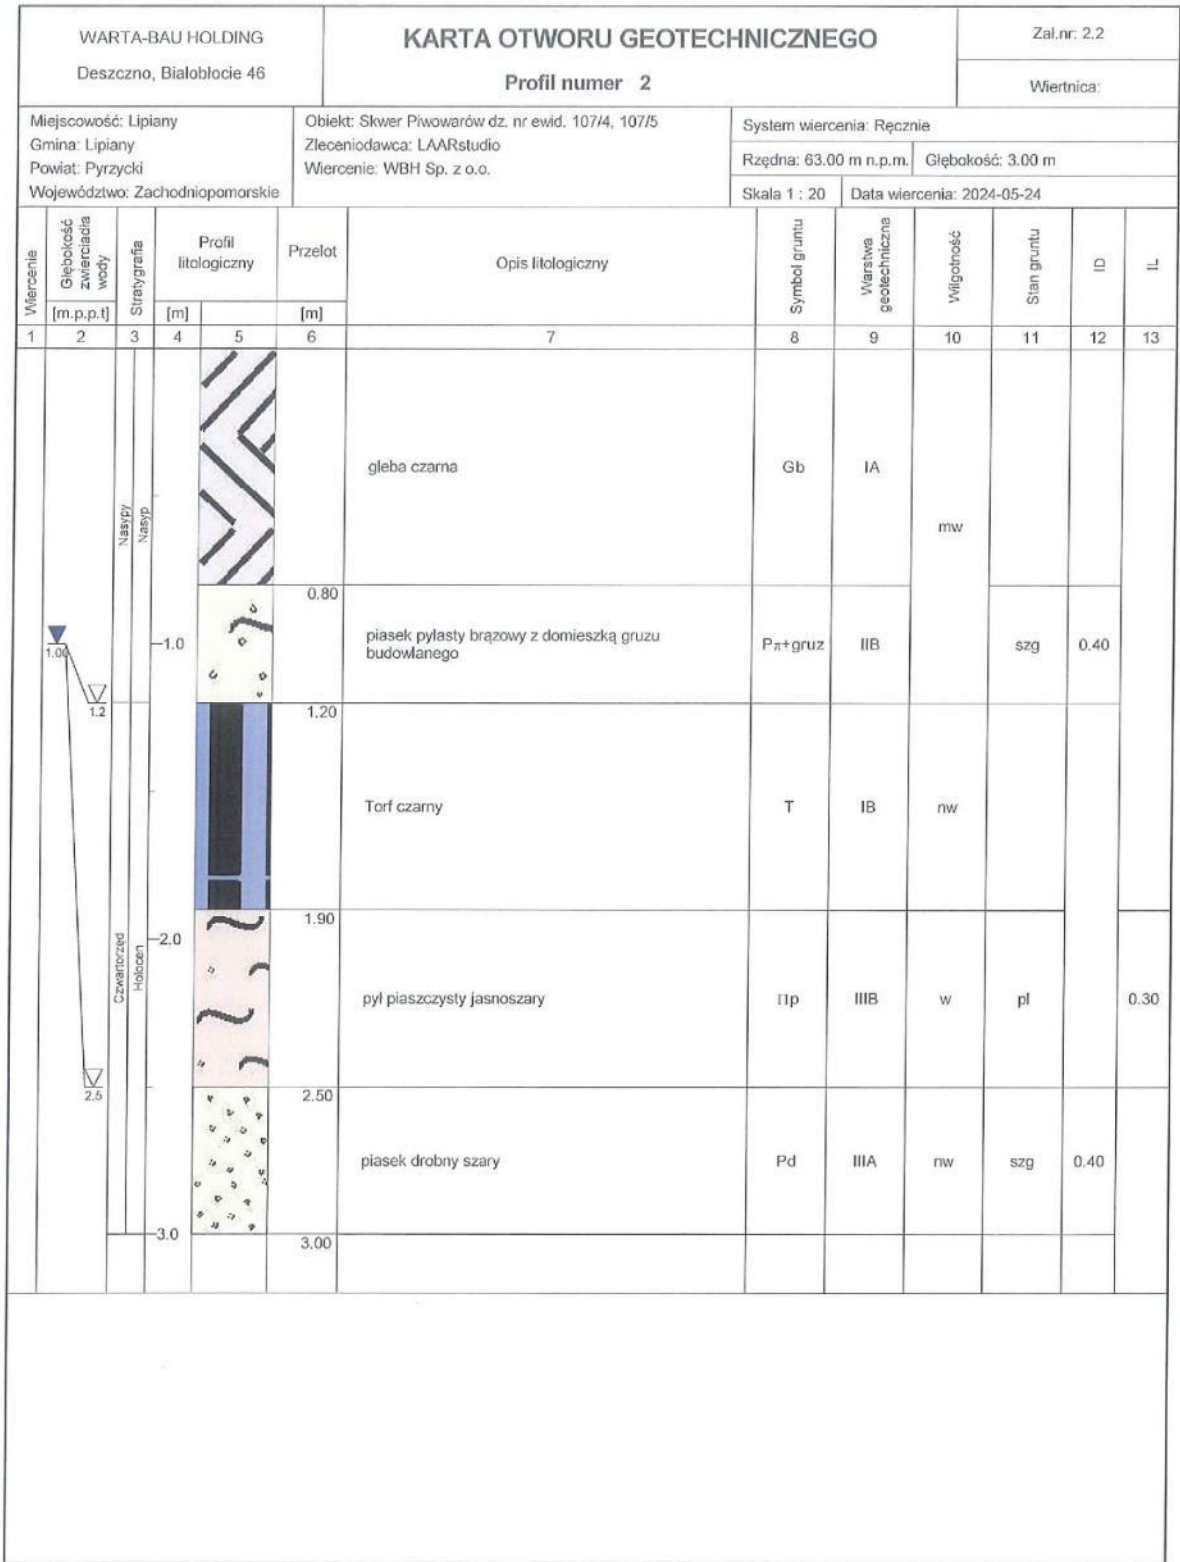 WARTA-BAU HOLDING
Deszczno, Białobłocie 46
KARTA OTWORU GEOTECHNICZNEGO
Profil numer 2
Zał.nr: 2.2
Wiertnica:
Miejscowość: Lipiany
Gmina: Lipiany
Powiat: Pyrzycki
Województwo: Zachodniopomorskie
Obiekt: Skwer Piwowarów dz. nr ewid. 107/4, 107/5
Zleceniodawca: LAARstudio
Wiercenie: WBH Sp. z o.o.
System wiercenia: Ręcznie
Rzędna: 63.00 m n.p.m. Głębokość: 3.00 m
Skala 1 : 20 Data wiercenia: 2024-05-24
Wiercenie
Głębokość
zwierciadła
wody
[m.p.p.t]
Stratygrafia
Profil
litologiczny
[m]
Przelot
[m]
Opis litologiczny
Symbol gruntu
Warstwa
geotechniczna
Wilgotność
Stan gruntu
ID
IL
1 2 3 4 5 6 7 8 9 10 11 12 13
Nasypy
Nasyp
gleba czarna Gb IA
mw
0.80
1.00
1.0
piasek pylasty brązowy z domieszką gruzu
budowlanego
Pπ+gruz IIB szg 0.40
1.2
1.20
Torf czarny T IB nw
1.90
Czwartorzęd
Holocen
2.0
pył piaszczysty jasnoszary Πp IIIB w pl 0.30
2.5
2.50
piasek drobny szary Pd IIIA nw szg 0.40
3.0
3.00